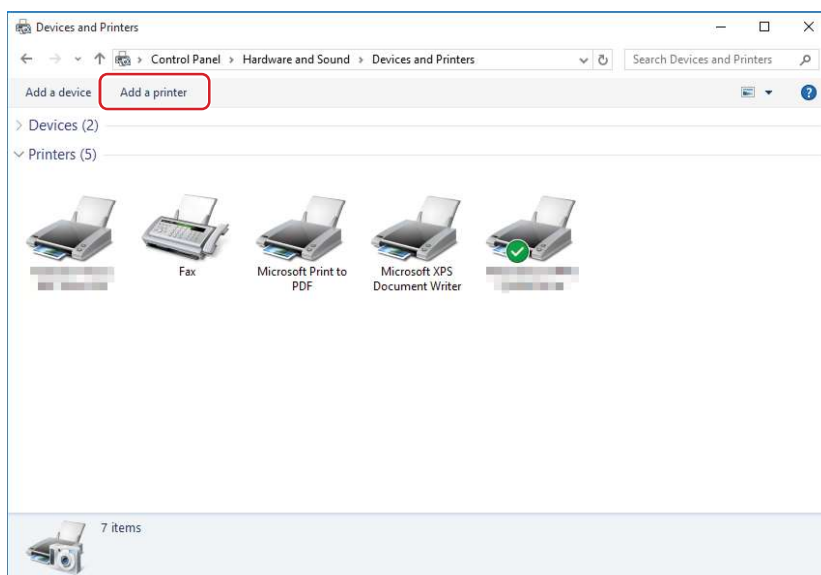 Devices and Printers
Control Panel > Hardware and Sound > Devices and Printers
Search Devices and Printers
Add a device
Add a printer
?
Devices (2)
Printers (5)
Fax
Microsoft Print to
PDF
Microsoft XPS
Document Writer
7 items